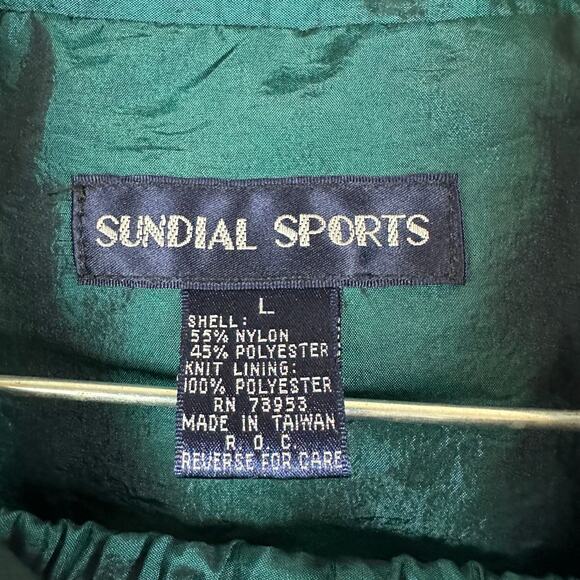 SUNDIAL SPORTS
L
SHELL:
55% NYLON
45% POLYESTER
KNIT LINING:
100% POLYESTER
RN 78953
MADE IN TAIWAN
R. O. C.
REVERSE FOR CARE